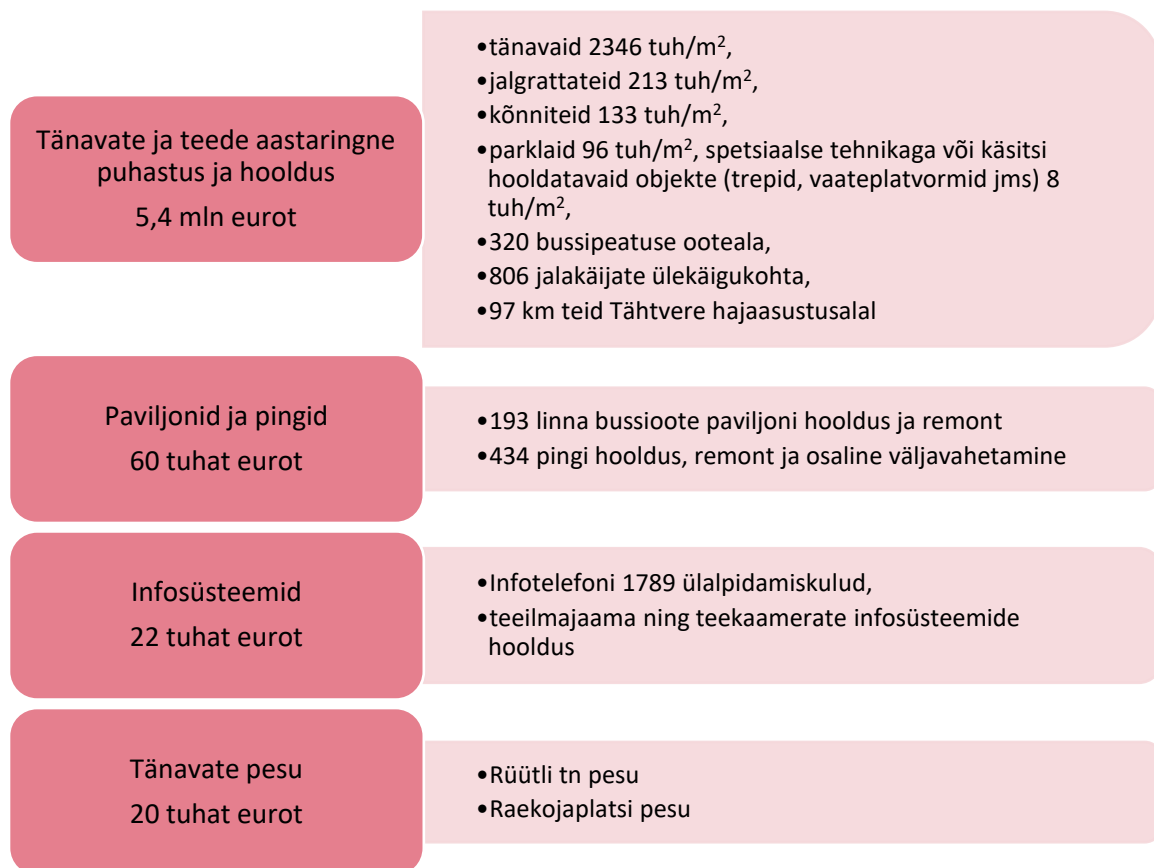 Tänavate ja teede aastaringne
puhastus ja hooldus
5,4 mln eurot
•tänavaid 2346 tuh/m²,
•jalgrattateid 213 tuh/m²,
•kõnniteid 133 tuh/m²,
•parklaid 96 tuh/m², spetsiaalse tehnikaga või käsitsi
hooldatavaid objekte (trepid, vaateplatvormid jms) 8
tuh/m²,
•320 bussipeatuse ooteala,
•806 jalakäijate ülekäigukohta,
•97 km teid Tähtvere hajaasustusalal
Paviljonid ja pingid
60 tuhat eurot
•193 linna bussioote paviljoni hooldus ja remont
•434 pingi hooldus, remont ja osaline väljavahetamine
Infosüsteemid
22 tuhat eurot
•Infotelefoni 1789 ülalpidamiskulud,
•teeilmajaama ning teekaamerate infosüsteemide
hooldus
Tänavate pesu
20 tuhat eurot
•Rüütli tn pesu
•Raekojaplatsi pesu